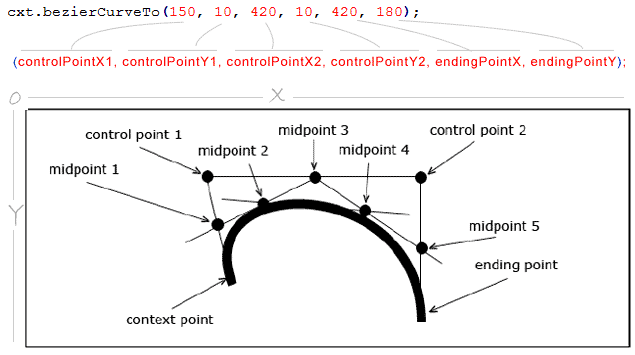 cxt.bezierCurveTo(150, 10, 420, 10, 420, 180);
(controlPointX1, controlPointY1, controlPointX2, controlPointY2, endingPointX, endingPointY);
O X
control point 1 midpoint 3 control point 2
midpoint 2 midpoint 4
midpoint 1
Y
midpoint 5
ending point
context point